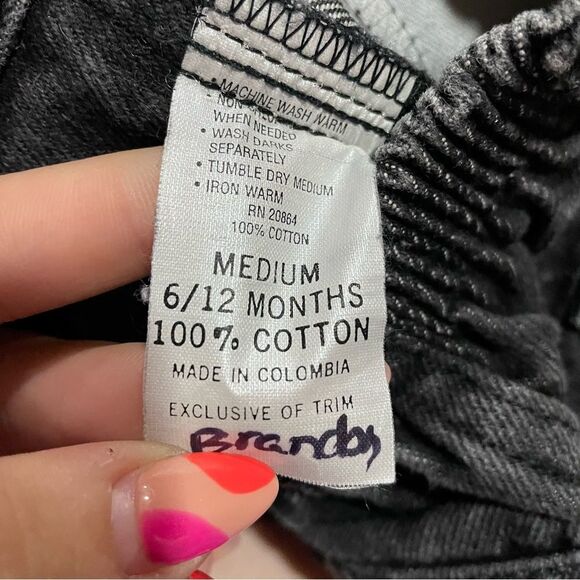 • MACHINE WASH WARM
• NON
WHEN NEEDED
• WASH DARKS
SEPARATELY
• TUMBLE DRY MEDIUM
• IRON WARM
RN 20864
100% COTTON
MEDIUM
6/12 MONTHS
100% COTTON
MADE IN COLOMBIA
EXCLUSIVE OF TRIM
Brandy